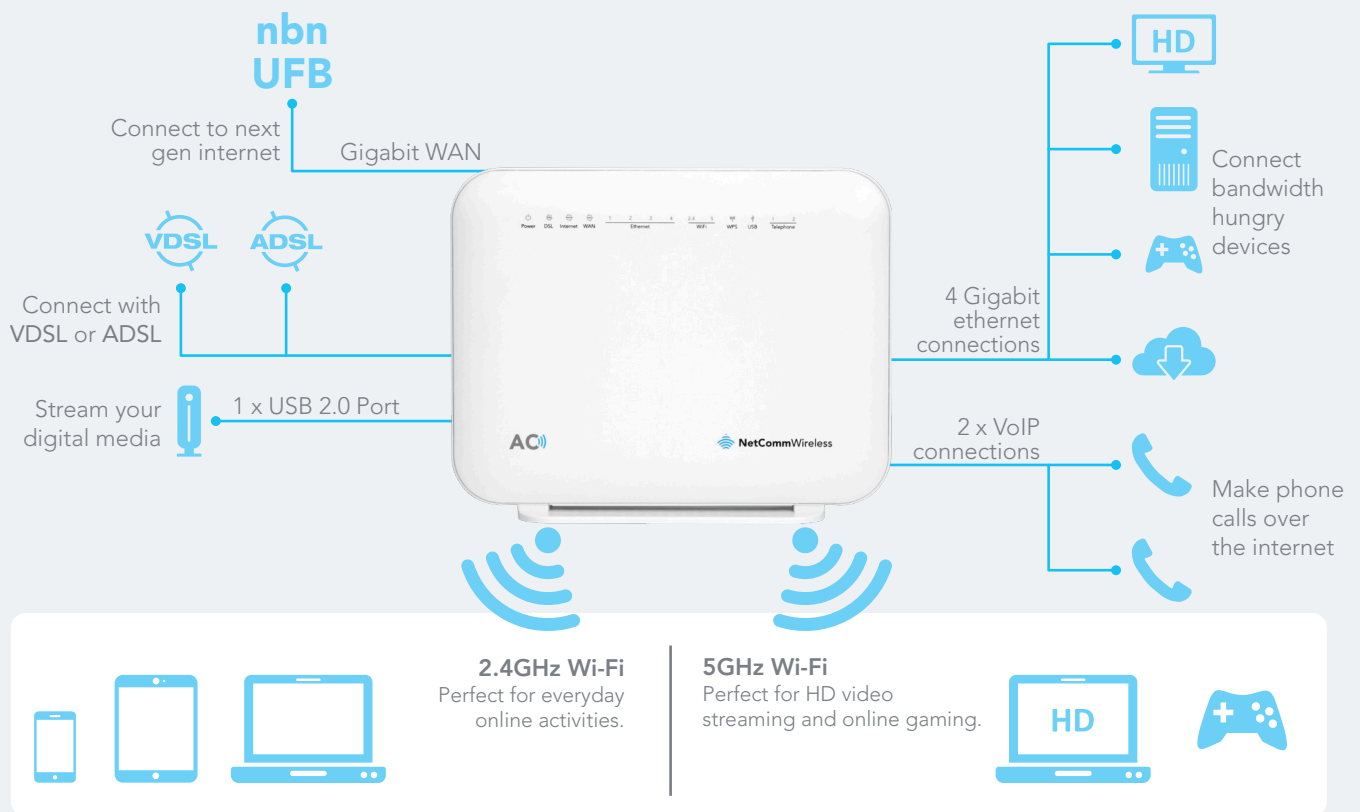 nbn
UFB
Connect to next
gen internet
Gigabit WAN
VDSL
ADSL
Connect with
VDSL or ADSL
Stream your
digital media
1 x USB 2.0 Port
Power DSL Internet WAN 1 2 3 4 Ethernet 2.4 5 WiFi WPS USB 1 2 Telephone
AC
NetCommWireless
HD
Connect
bandwidth
hungry
devices
4 Gigabit
ethernet
connections
2 x VoIP
connections
Make phone
calls over
the internet
2.4GHz Wi-Fi
Perfect for everyday
online activities.
5GHz Wi-Fi
Perfect for HD video
streaming and online gaming.
HD